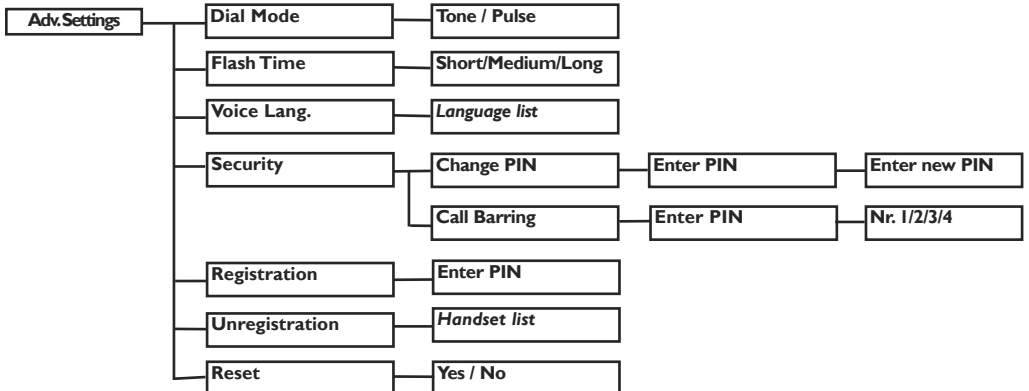 Adv. Settings
Dial Mode
Tone / Pulse
Flash Time
Short/Medium/Long
Voice Lang.
Language list
Security
Change PIN
Enter PIN
Enter new PIN
Call Barring
Enter PIN
Nr. 1/2/3/4
Registration
Enter PIN
Unregistration
Handset list
Reset
Yes / No